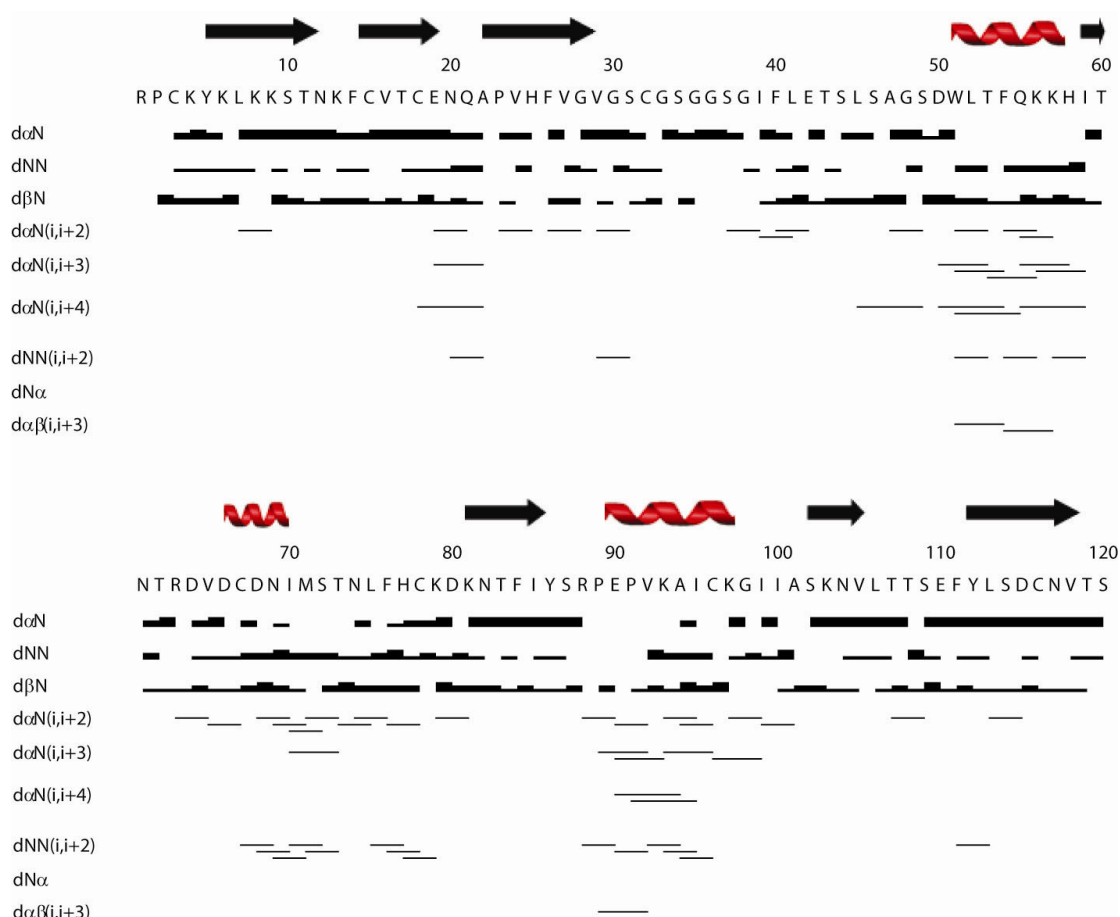 10 20 30 40 50 60
R P C K Y K L K K S T N K F C V T C E N Q A P V H F V G V G S C G S G G S G I F L E T S L S A G S D W L T F Q K K H I T
dαN
dNN
dβN
dαN(i,i+2)
dαN(i,i+3)
dαN(i,i+4)
dNN(i,i+2)
dNα
dαβ(i,i+3)
70 80 90 100 110 120
N T R D V D C D N I M S T N L F H C K D K N T F I Y S R P E P V K A I C K G I I A S K N V L T T S E F Y L S D C N V T S
dαN
dNN
dβN
dαN(i,i+2)
dαN(i,i+3)
dαN(i,i+4)
dNN(i,i+2)
dNα
dαβ(i,i+3)